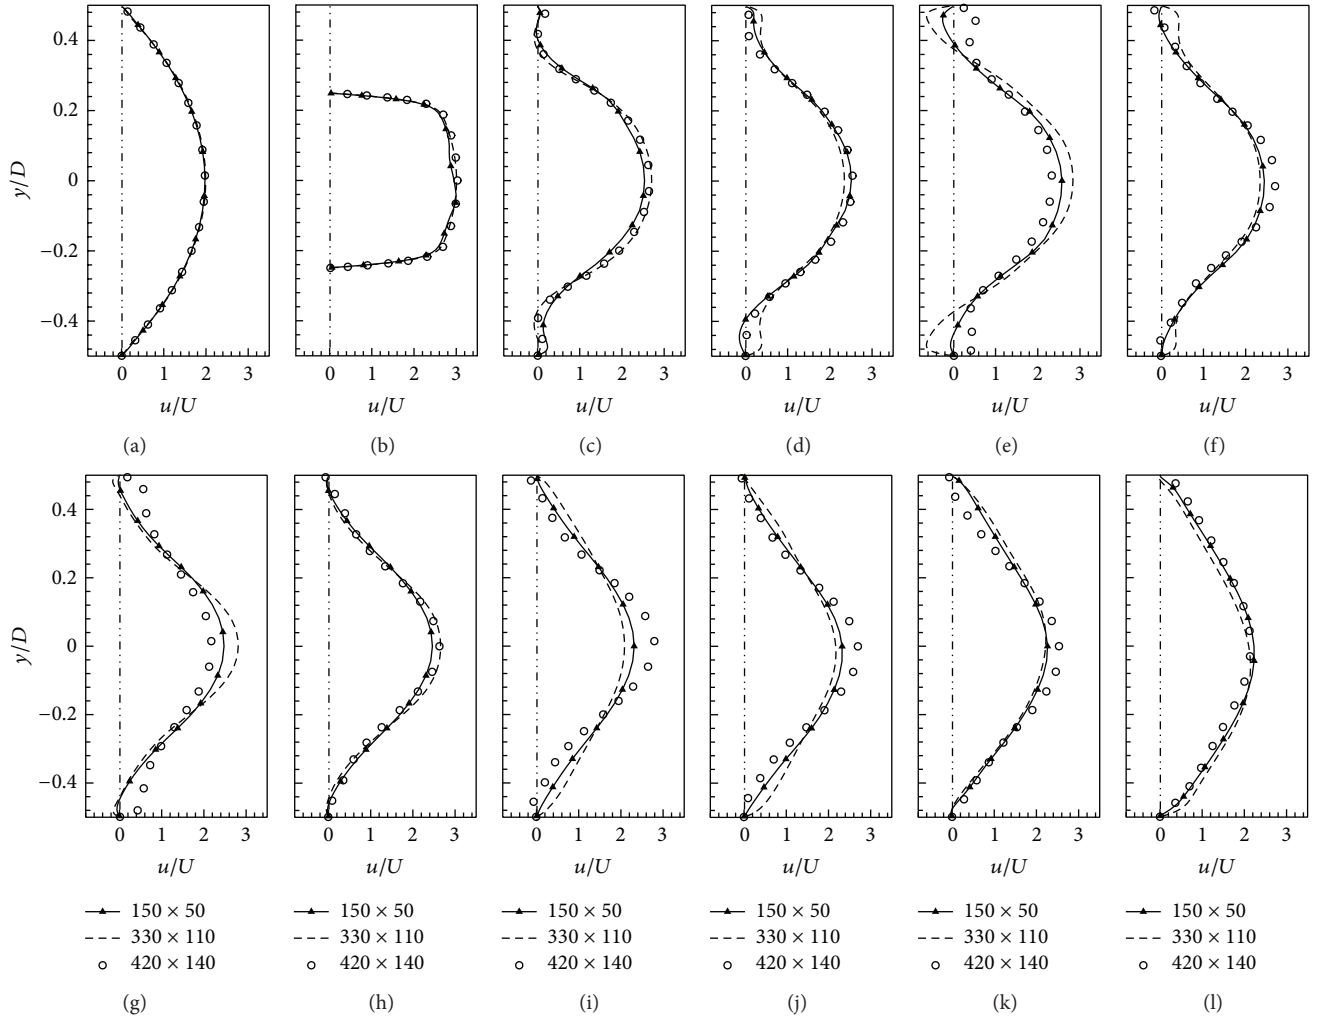 0.4
0.2
0
−0.2
−0.4
y/D
0 1 2 3
0 1 2 3
0 1 2 3
0 1 2 3
0 1 2 3
0 1 2 3
u/U
u/U
u/U
u/U
u/U
u/U
(a)
(b)
(c)
(d)
(e)
(f)
0.4
0.2
0
−0.2
−0.4
y/D
0 1 2 3
0 1 2 3
0 1 2 3
0 1 2 3
0 1 2 3
0 1 2 3
u/U
u/U
u/U
u/U
u/U
u/U
150 × 50
330 × 110
420 × 140
150 × 50
330 × 110
420 × 140
150 × 50
330 × 110
420 × 140
150 × 50
330 × 110
420 × 140
150 × 50
330 × 110
420 × 140
150 × 50
330 × 110
420 × 140
(g)
(h)
(i)
(j)
(k)
(l)